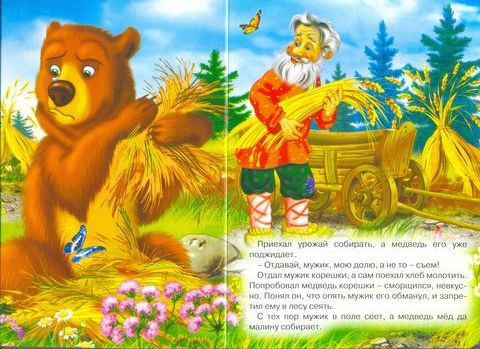 Приехал урожай собирать, а медведь его уже
поджидает.
– Отдавай, мужик, мою долю, а не то – съем!
Отдал мужик корешки, а сам поехал хлеб молотить.
Попробовал медведь корешки – сморщился, невкус-
но. Понял он, что опять мужик его обманул, и запре-
тил ему в лесу сеять.
С тех пор мужик в поле сеет, а медведь мёд да
малину собирает.